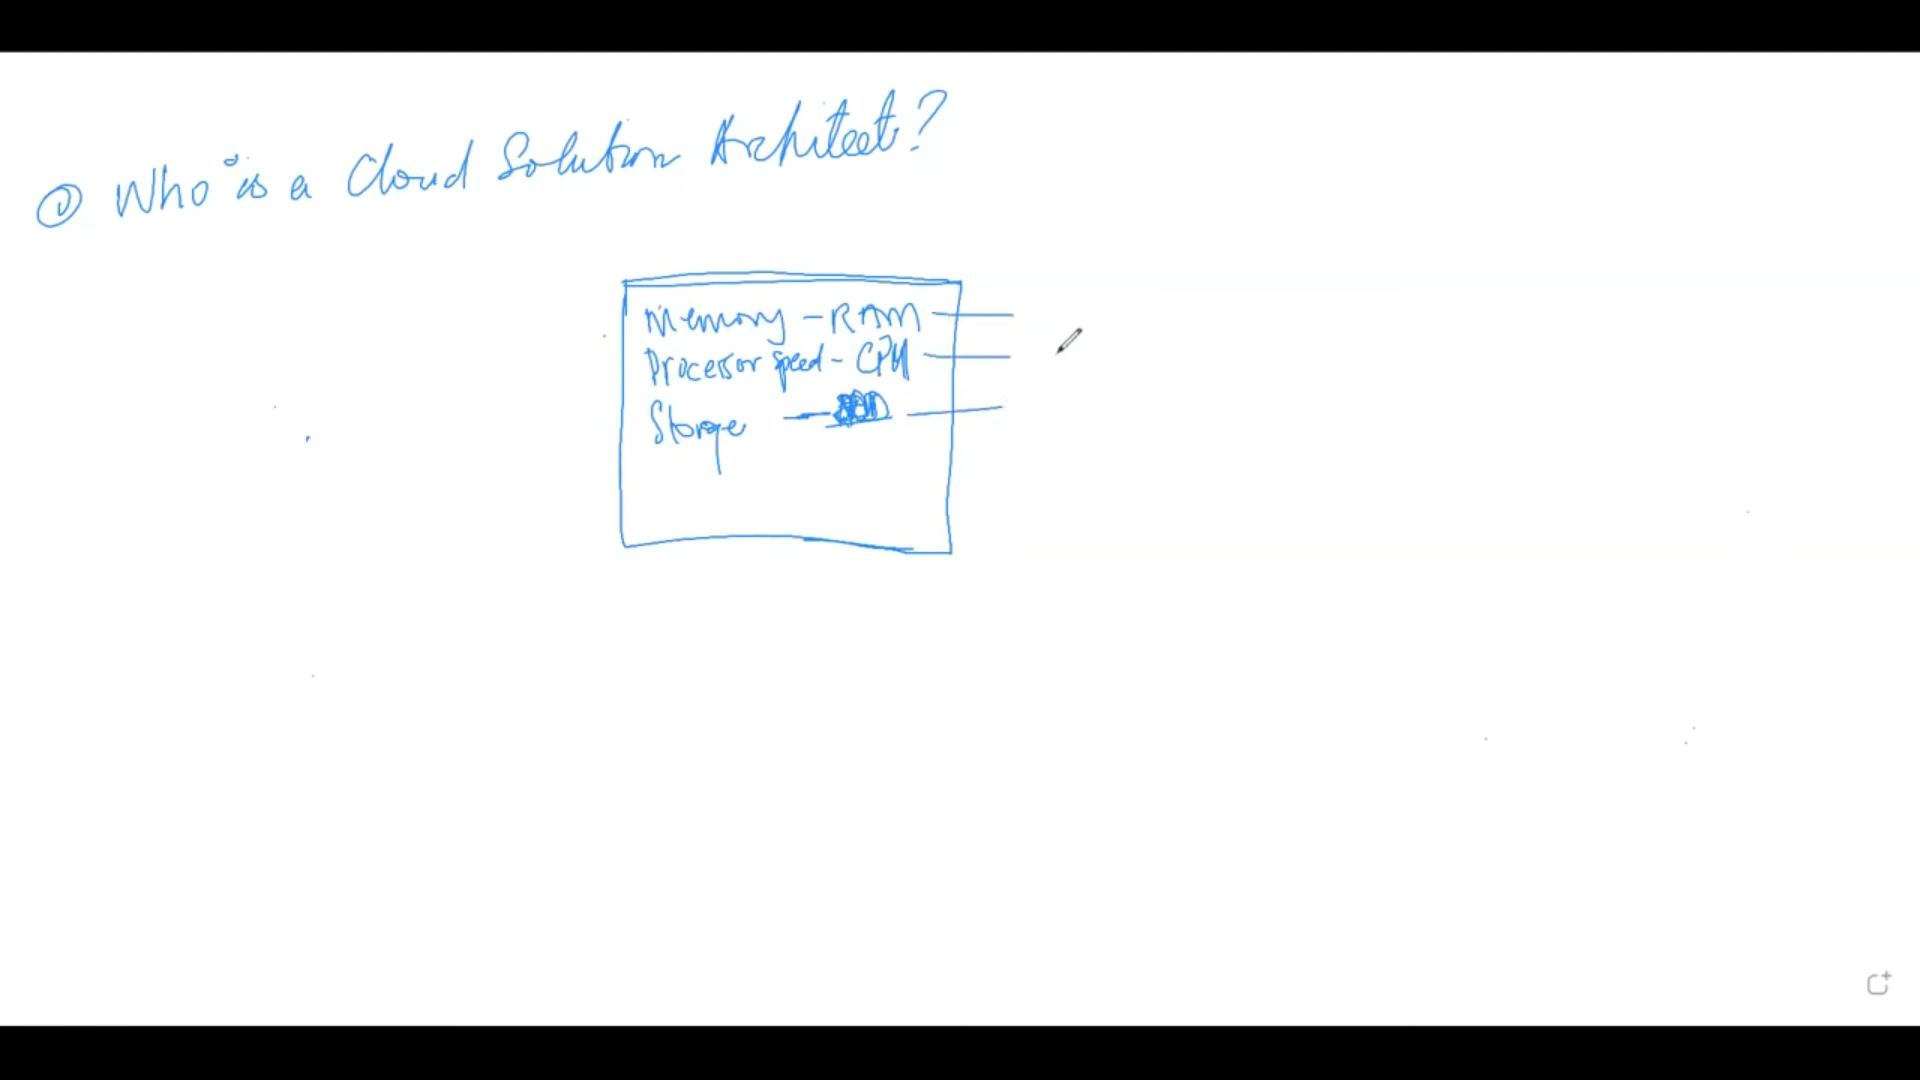 ① Who is a Cloud Solution Architect?
Memory - RAM
Processor speed - CPU
Storage -